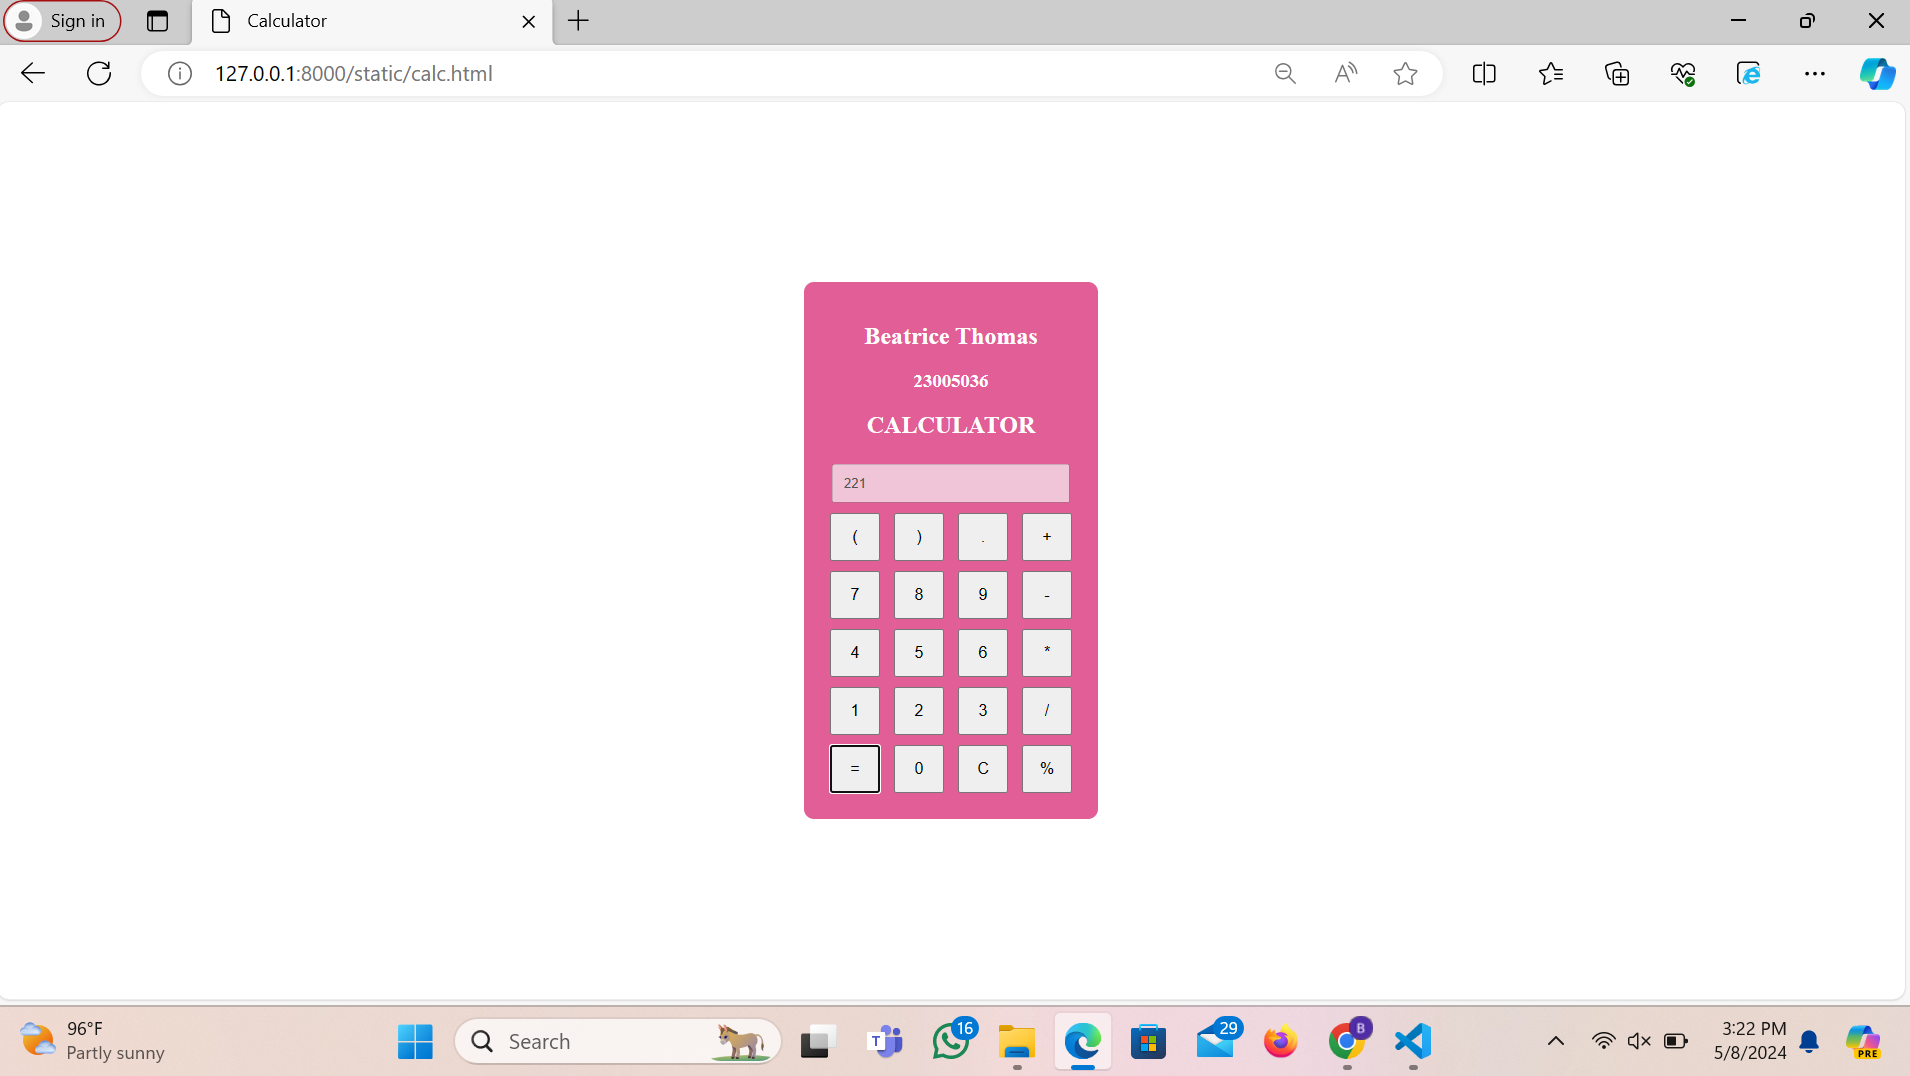 Sign in
Calculator
127.0.0.1:8000/static/calc.html
A
Beatrice Thomas
23005036
CALCULATOR
221
( ) . +
7 8 9 -
4 5 6 *
1 2 3 /
= 0 C %
96°F
Partly sunny
Search
T
16
29
B
3:22 PM
5/8/2024
PRE